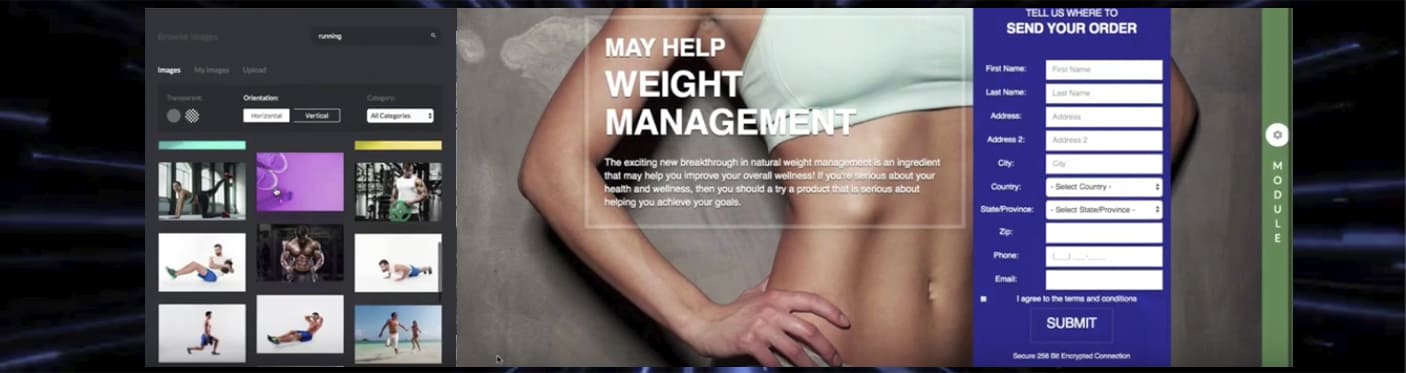 Browse Images
running
Images
My Images
Upload
Transparent:
Orientation:
Category:
Horizontal
Vertical
All Categories
MAY HELP
WEIGHT
MANAGEMENT
The exciting new breakthrough in natural weight management is an ingredient
that may help you improve your overall wellness! If you're serious about your
health and wellness, then you should a try a product that is serious about
helping you achieve your goals.
TELL US WHERE TO
SEND YOUR ORDER
First Name: First Name
Last Name: Last Name
Address: Address
Address 2: Address 2
City: City
Country: - Select Country -
State/Province: - Select State/Province -
Zip:
Phone: (___) ___-____
Email:
I agree to the terms and conditions
SUBMIT
Secure 256 Bit Encrypted Connection
MODULE